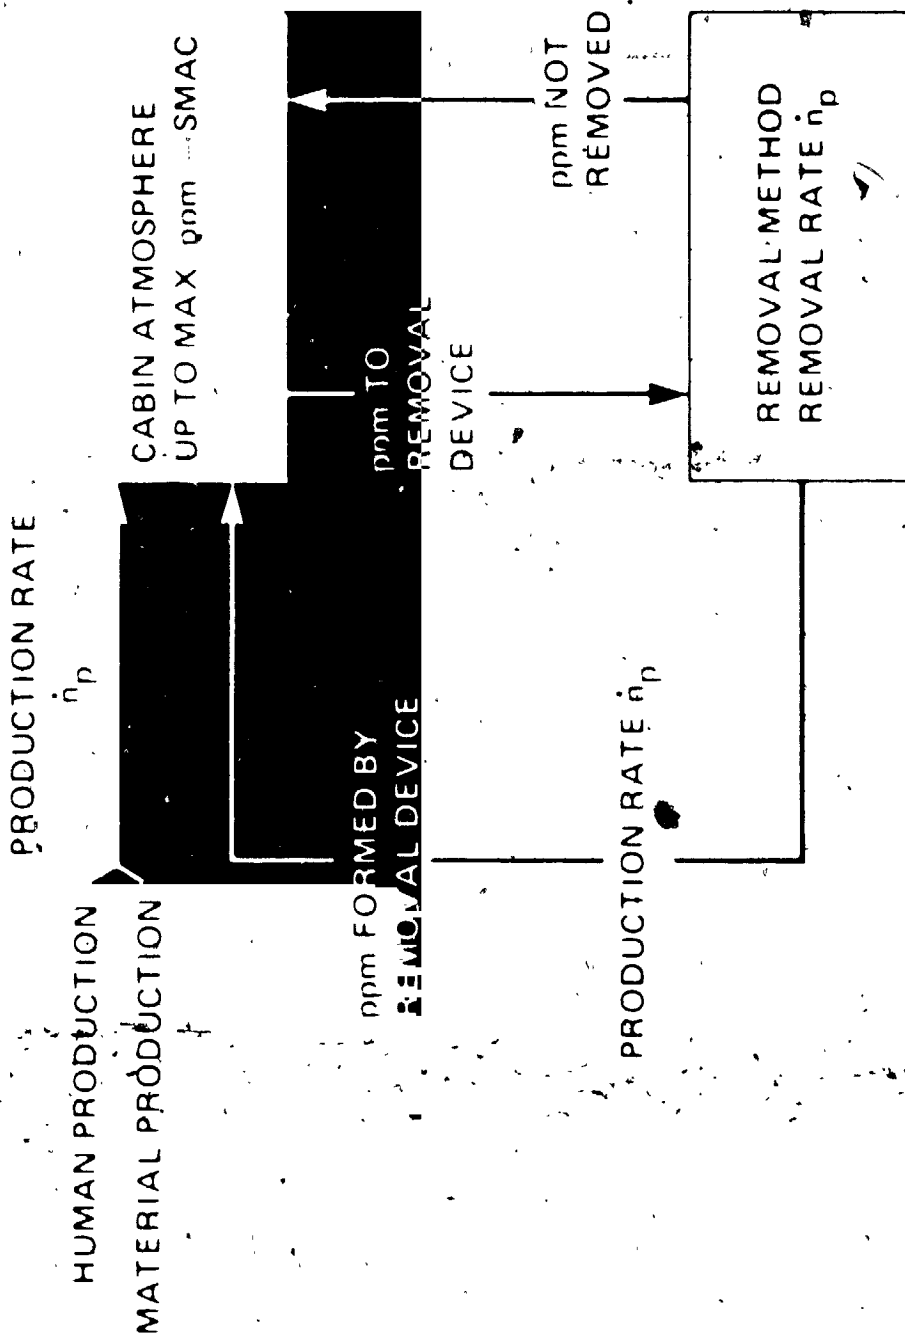 HUMAN PRODUCTION
MATERIAL PRODUCTION
PRODUCTION RATE
ṅp
CABIN ATMOSPHERE
UP TO MAX ppm SMAC
ppm FORMED BY
REMOVAL DEVICE
ppm TO
REMOVAL
DEVICE
ppm NOT
REMOVED
PRODUCTION RATE ṅp
REMOVAL METHOD
REMOVAL RATE ṅp